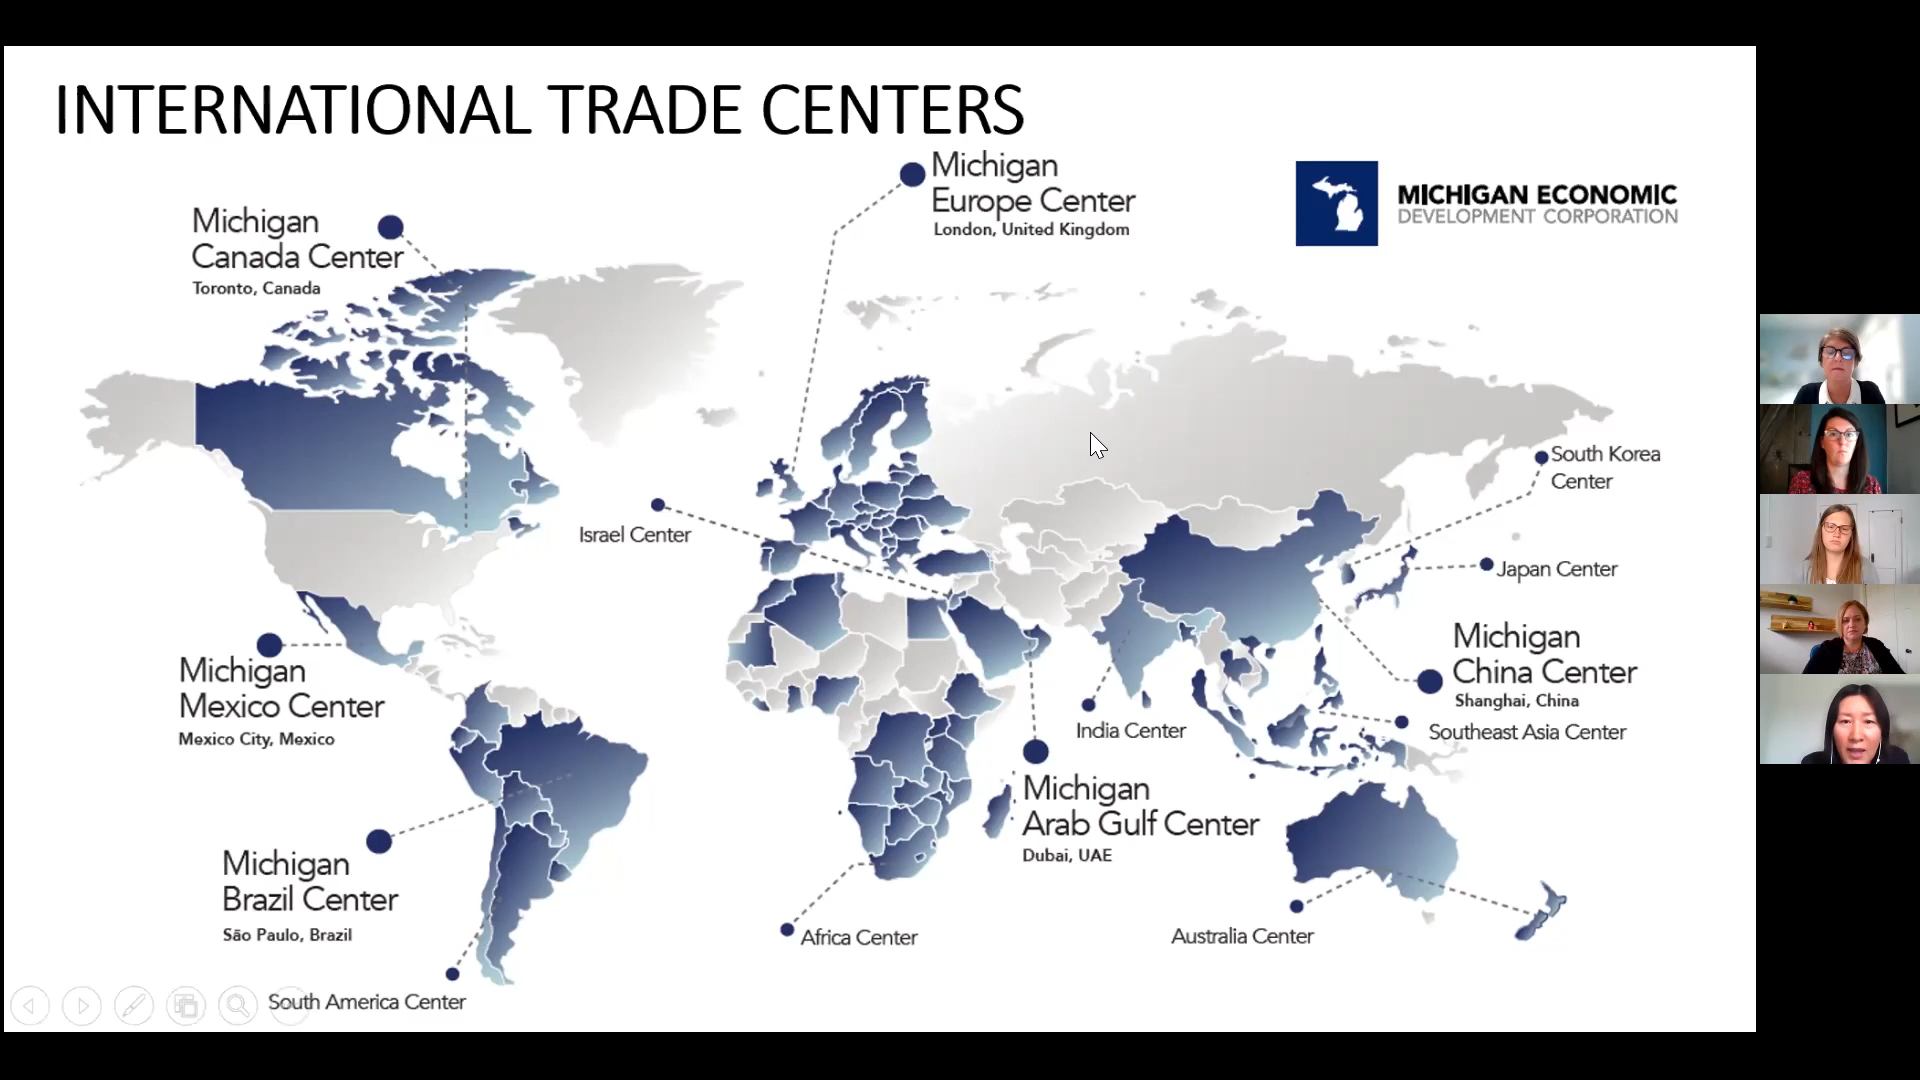 INTERNATIONAL TRADE CENTERS
Michigan
Europe Center
London, United Kingdom
MICHIGAN ECONOMIC
DEVELOPMENT CORPORATION
Michigan
Canada Center
Toronto, Canada
South Korea
Center
Israel Center
Japan Center
Michigan
China Center
Shanghai, China
Michigan
Mexico Center
Mexico City, Mexico
India Center
Southeast Asia Center
Michigan
Arab Gulf Center
Dubai, UAE
Michigan
Brazil Center
São Paulo, Brazil
Africa Center
Australia Center
South America Center